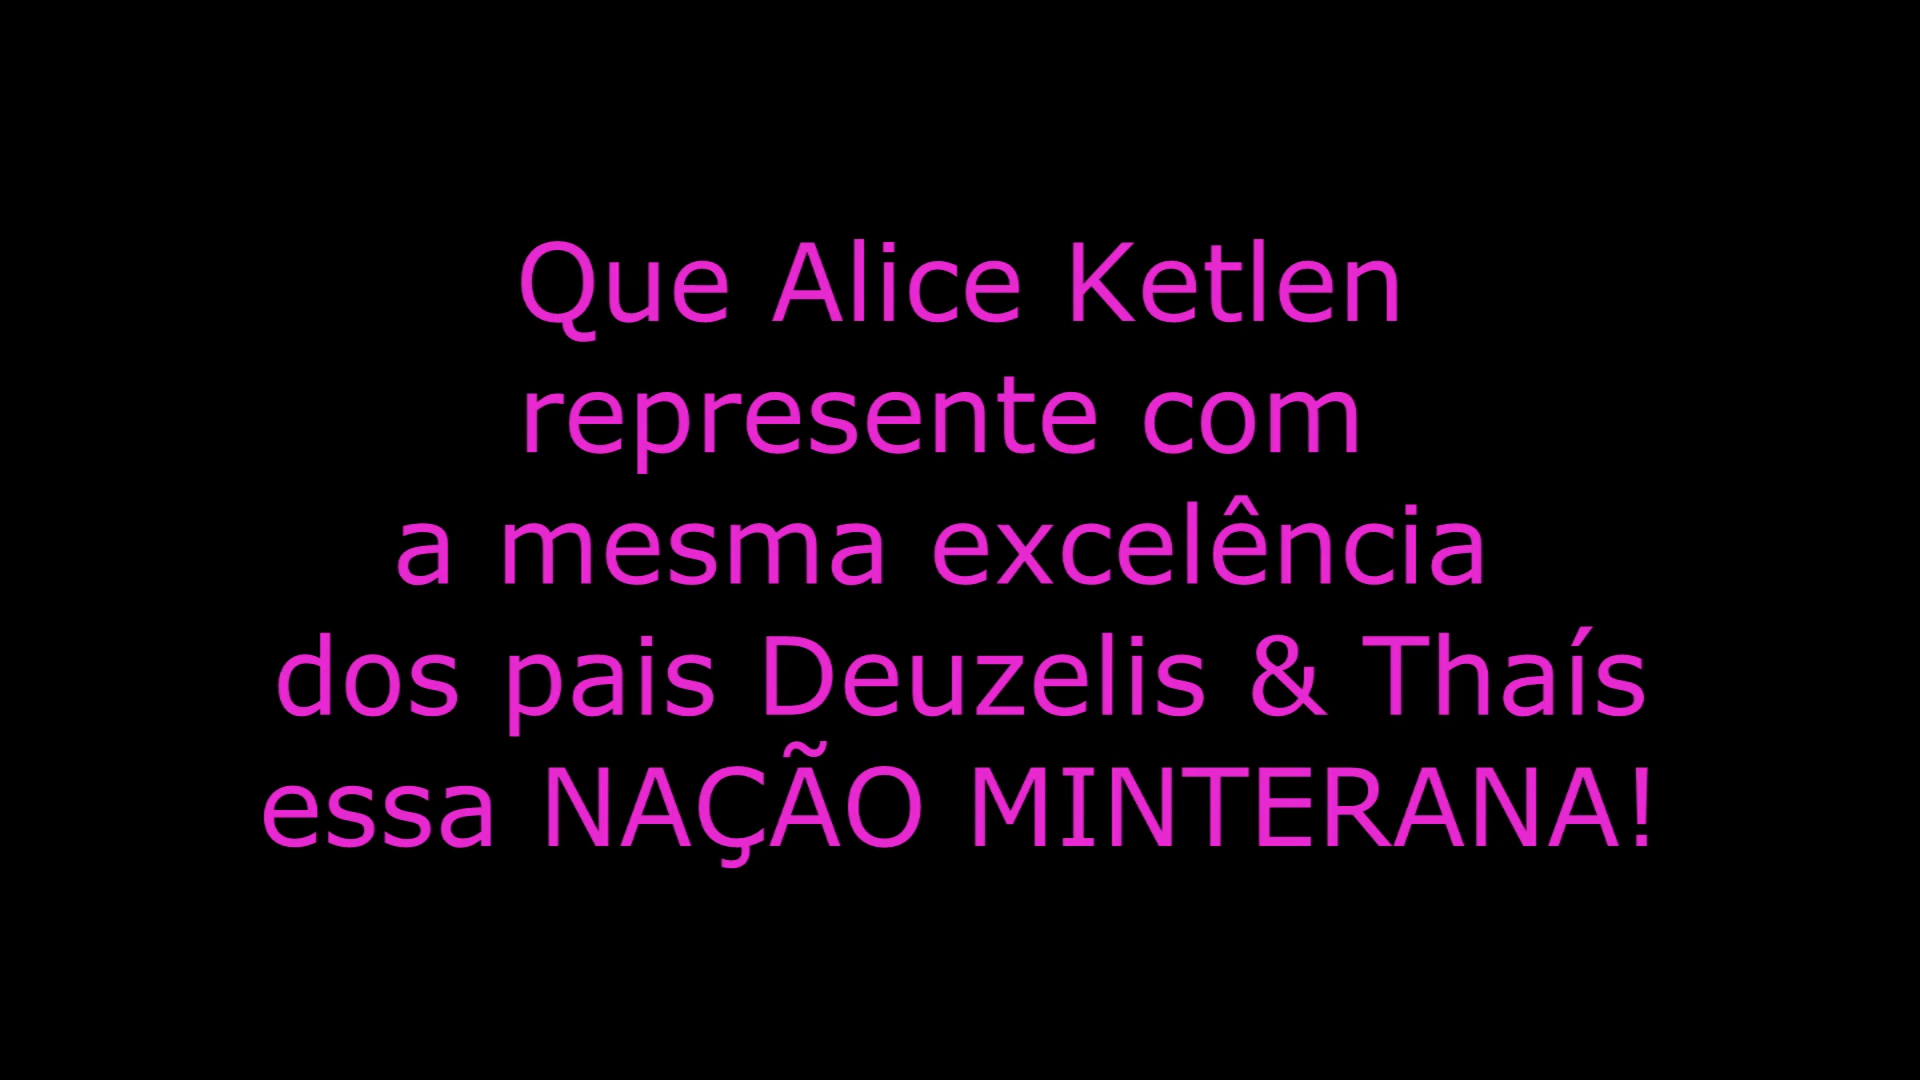 Que Alice Ketlen
represente com
a mesma excelência
dos pais Deuzelis & Thaís
essa NAÇÃO MINTERANA!